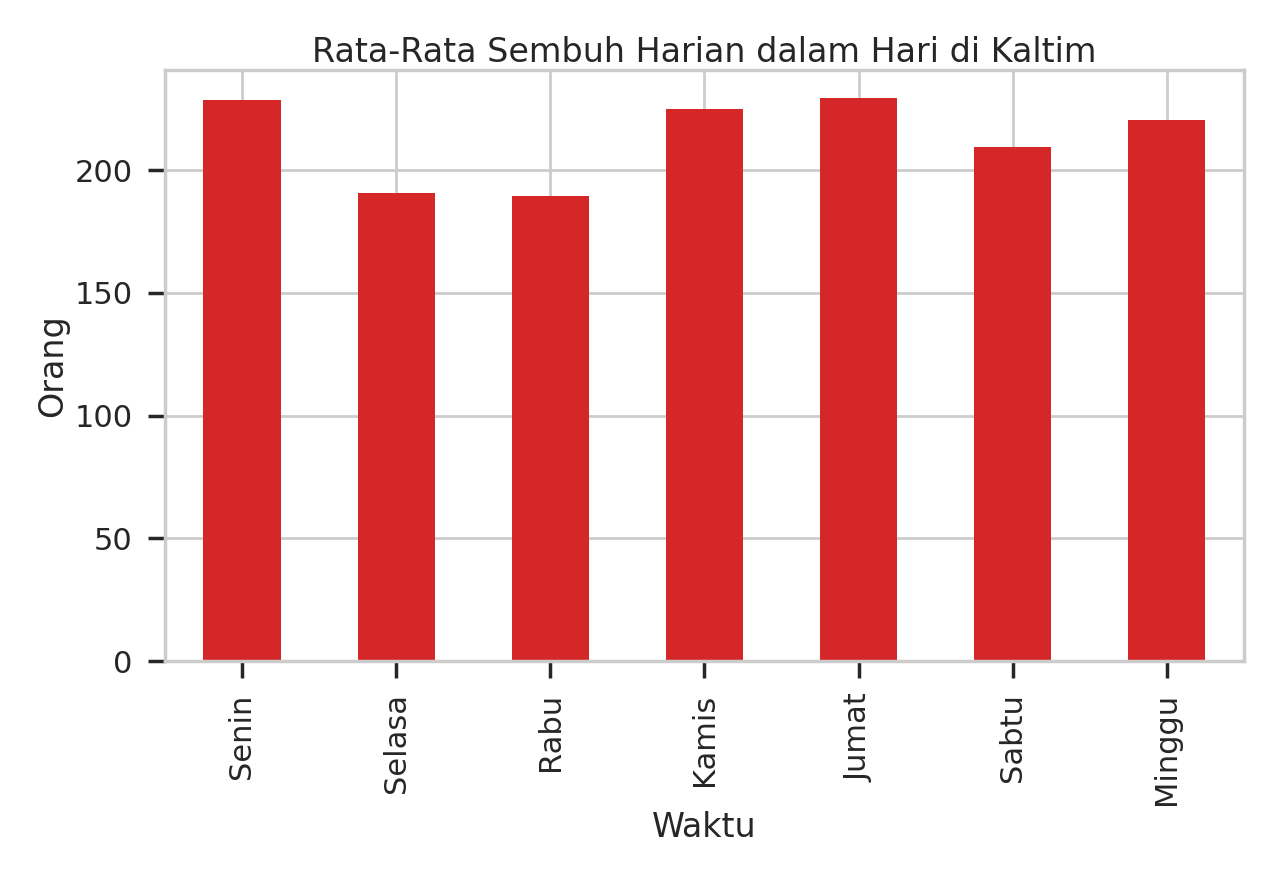 Rata-Rata Sembuh Harian dalam Hari di Kaltim
Orang
200
150
100
50
0
Senin
Selasa
Rabu
Kamis
Jumat
Sabtu
Minggu
Waktu